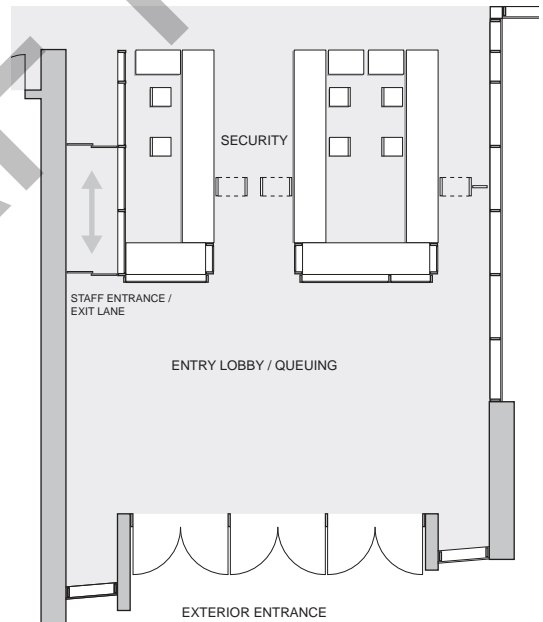 SECURITY
STAFF ENTRANCE /
EXIT LANE
ENTRY LOBBY / QUEUING
EXTERIOR ENTRANCE